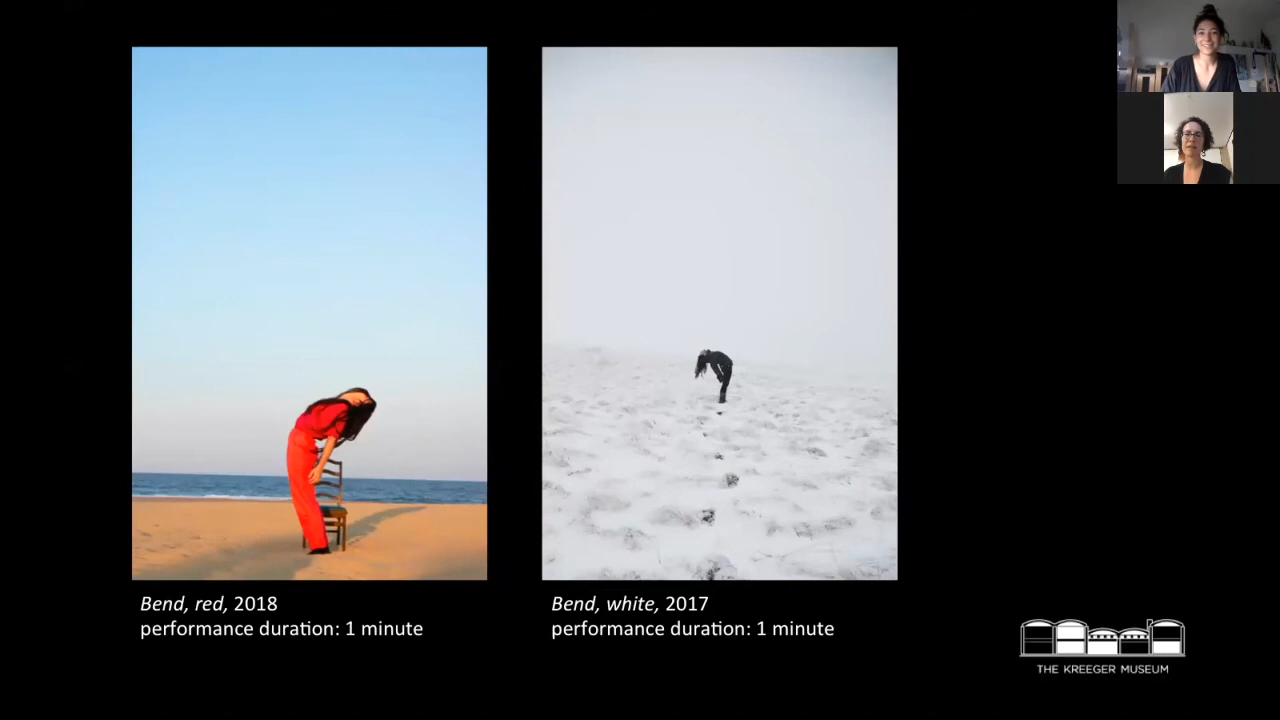 Bend, red, 2018
performance duration: 1 minute
Bend, white, 2017
performance duration: 1 minute
THE KREEGER MUSEUM